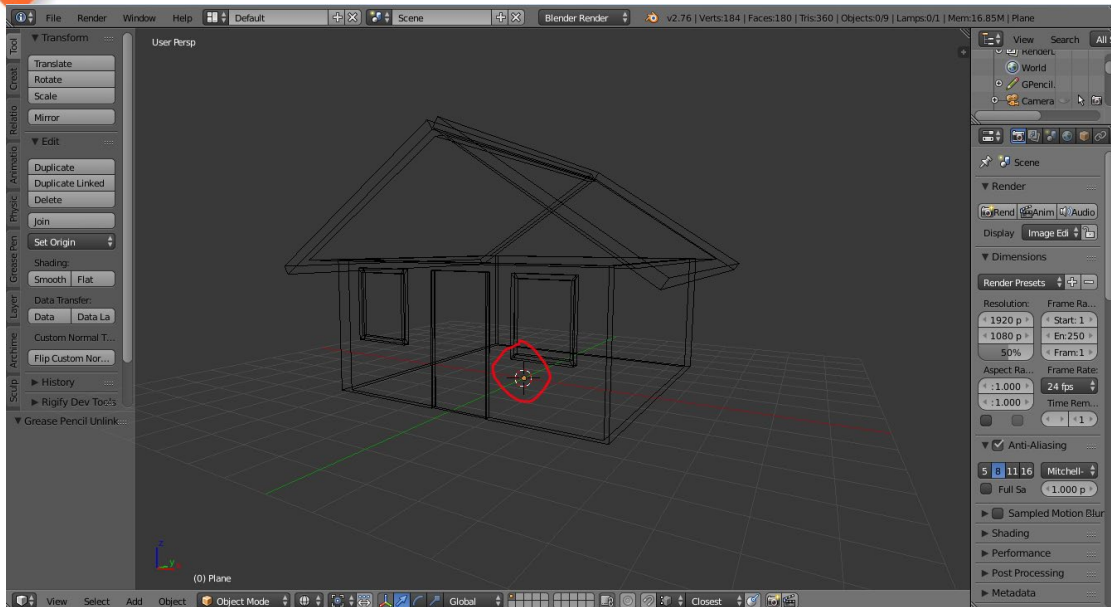 File Render Window Help Default Scene Blender Render v2.76 | Verts:184 | Faces:180 | Tris:360 | Objects:0/9 | Lamps:0/1 | Mem:16.85M | Plane
Tool
Creat
Relatio
Animatio
Physic
Grease Pen
Layer
Archime
Sculp
Transform
Translate
Rotate
Scale
Mirror
Edit
Duplicate
Duplicate Linked
Delete
Join
Set Origin
Shading:
Smooth Flat
Data Transfer:
Data Data La
Custom Normal T...
Flip Custom Nor...
History
Rigify Dev Tools
Grease Pencil Unlink...
User Persp
z
y
(0) Plane
View Select Add Object Object Mode Global Closest
View Search All
RenderL
World
GPencil.
Camera
Scene
Render
Rend Anim Audio
Display Image Edi
Dimensions
Render Presets
Resolution: Frame Ra...
1920 p Start: 1
1080 p En:250
50% Fram:1
Aspect Ra... Frame Rate:
:1.000 24 fps
:1.000 Time Rem...
1
Anti-Aliasing
5 8 11 16 Mitchell-
Full Sa 1.000 p
Sampled Motion Blur
Shading
Performance
Post Processing
Metadata